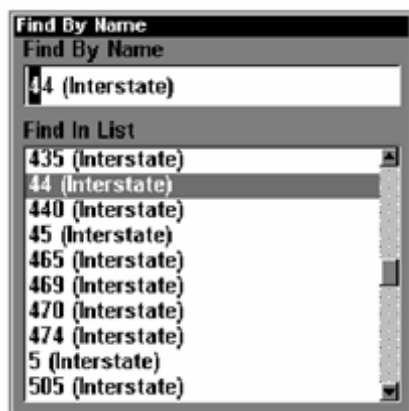 Find By Name
Find By Name
44 (Interstate)
Find In List
435 (Interstate)
44 (Interstate)
440 (Interstate)
45 (Interstate)
465 (Interstate)
469 (Interstate)
470 (Interstate)
474 (Interstate)
5 (Interstate)
505 (Interstate)